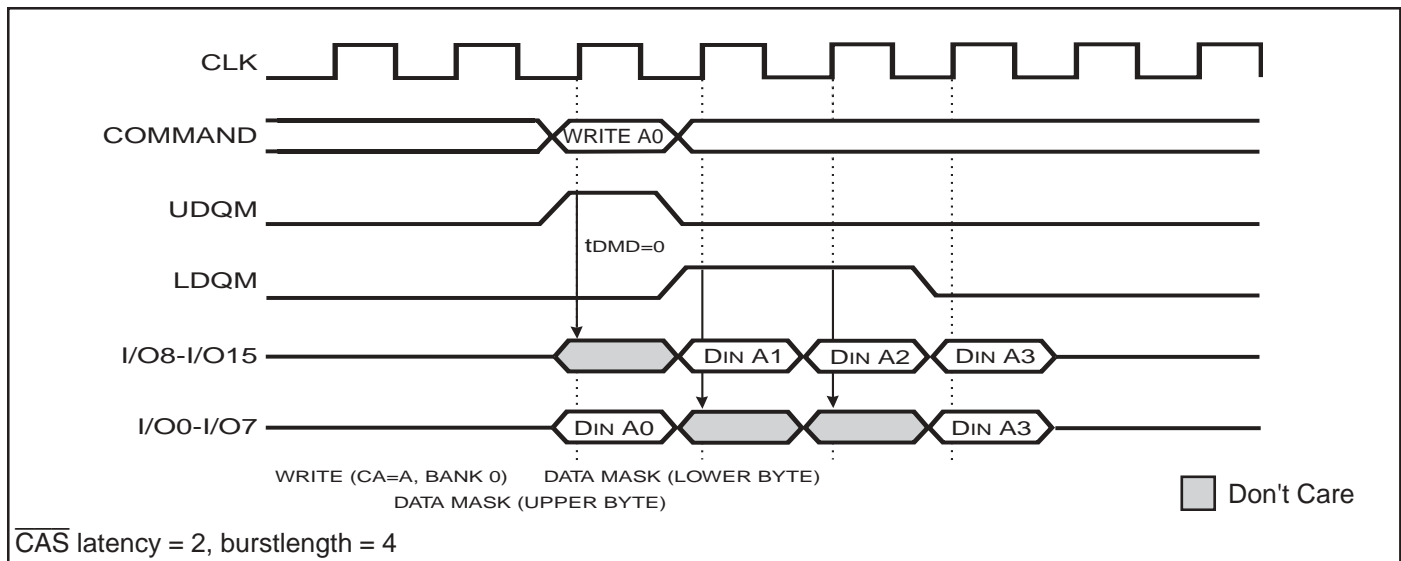 CLK
COMMAND
WRITE A0
UDQM
tDMD=0
LDQM
I/O8-I/O15
DIN A1
DIN A2
DIN A3
I/O0-I/O7
DIN A0
DIN A3
WRITE (CA=A, BANK 0)
DATA MASK (LOWER BYTE)
DATA MASK (UPPER BYTE)
Don't Care
C̅A̅S̅ latency = 2, burstlength = 4